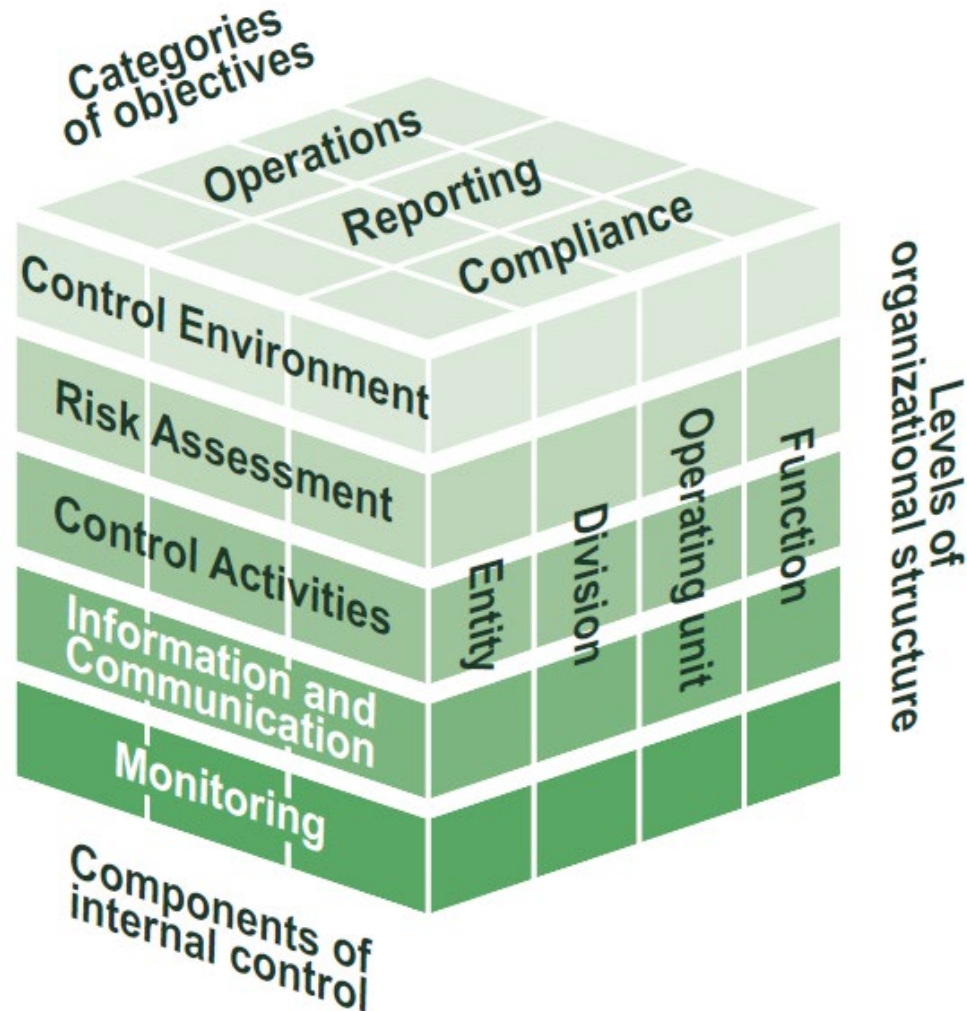 Categories
of objectives
Operations
Reporting
Compliance
Control Environment
Risk Assessment
Control Activities
Information and
Communication
Monitoring
Components of
internal control
Entity
Division
Operating unit
Function
Levels of
organizational structure